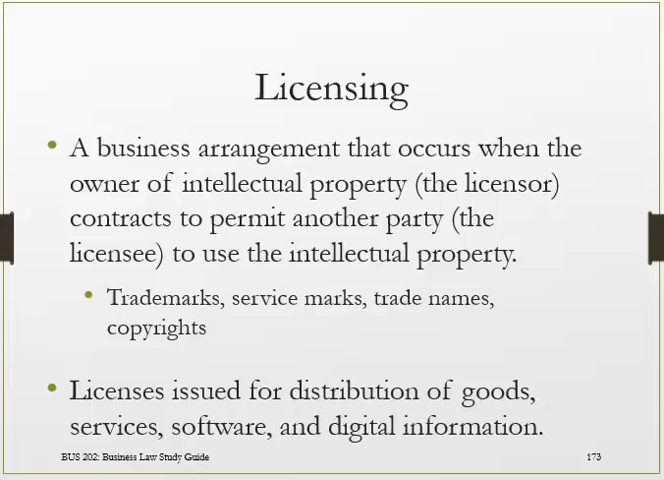 Licensing
• A business arrangement that occurs when the
owner of intellectual property (the licensor)
contracts to permit another party (the
licensee) to use the intellectual property.
• Trademarks, service marks, trade names,
copyrights
• Licenses issued for distribution of goods,
services, software, and digital information.
BUS 202: Business Law Study Guide 173